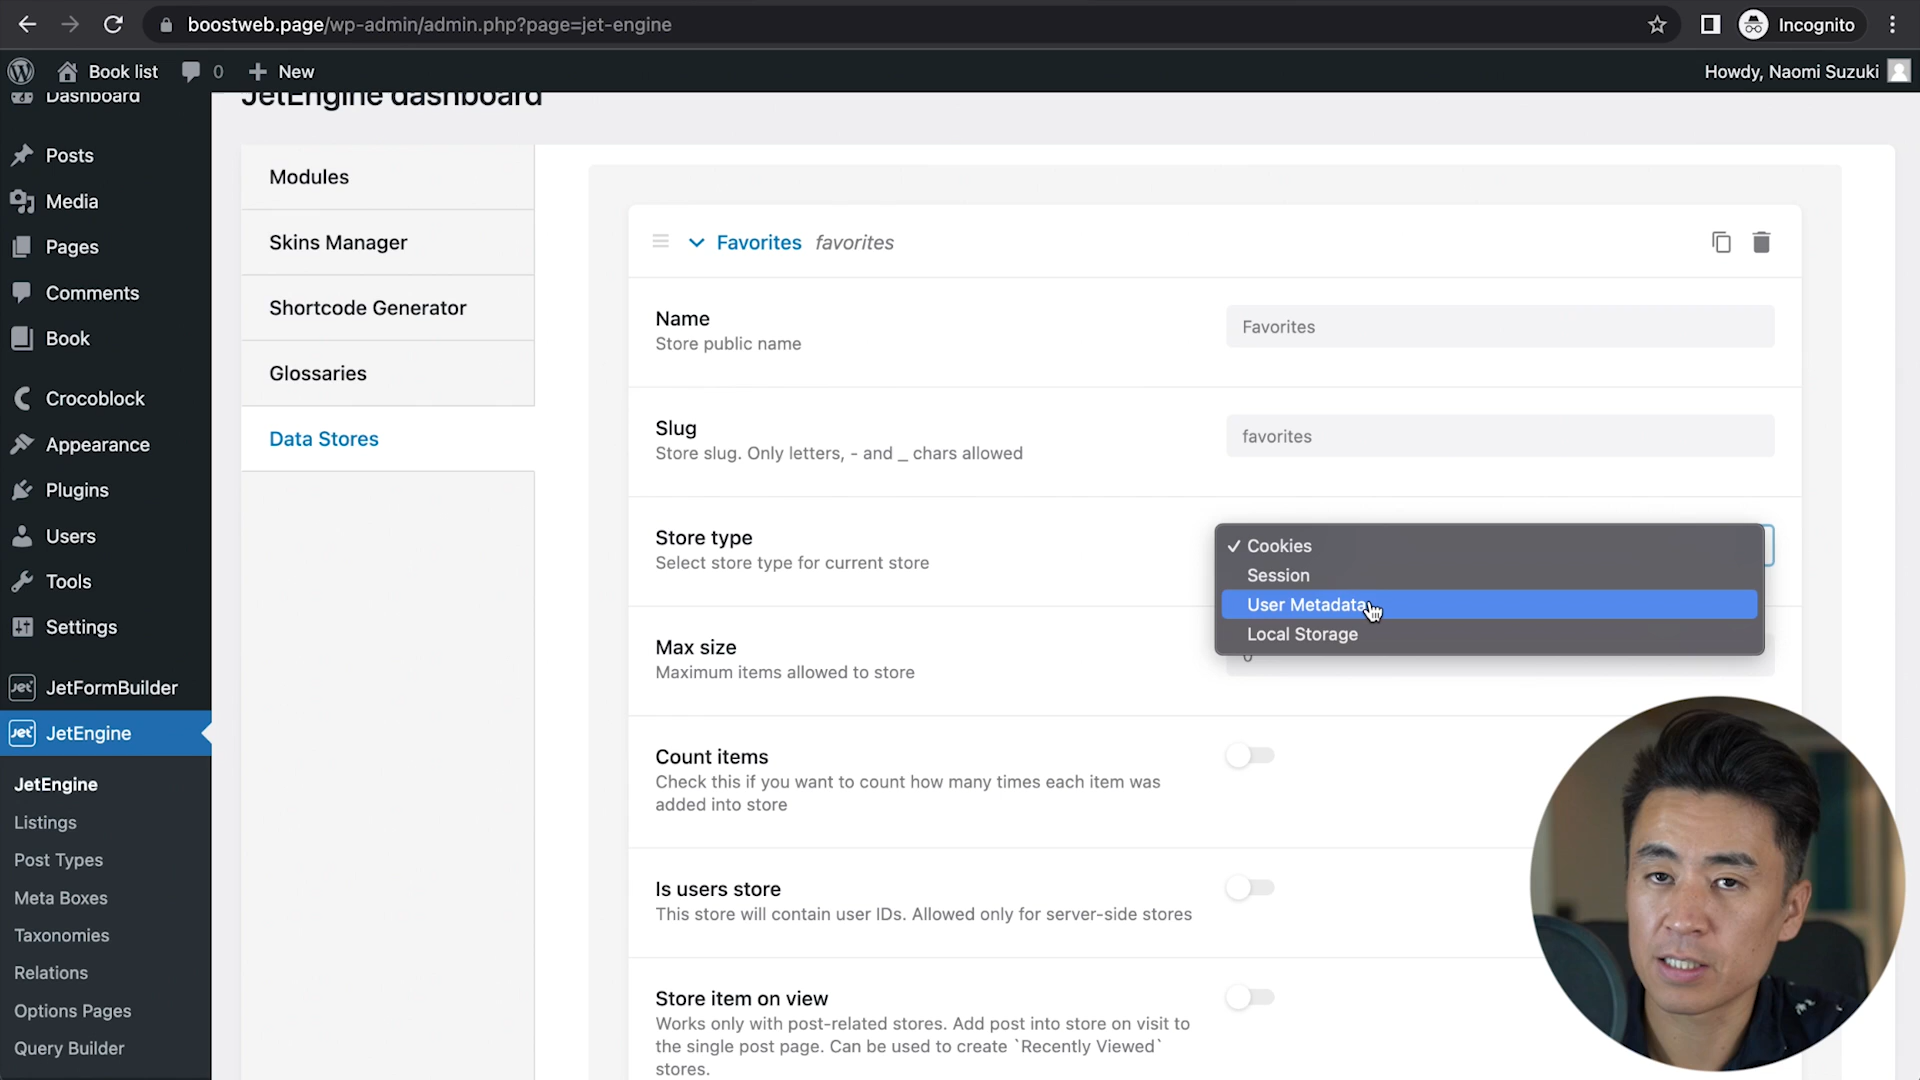 boostweb.page/wp-admin/admin.php?page=jet-engine
Incognito
Book list
0
New
Howdy, Naomi Suzuki
Dashboard
Posts
Media
Pages
Comments
Book
Crocoblock
Appearance
Plugins
Users
Tools
Settings
Jet JetFormBuilder
Jet JetEngine
JetEngine
Listings
Post Types
Meta Boxes
Taxonomies
Relations
Options Pages
Query Builder
JetEngine dashboard
Modules
Skins Manager
Shortcode Generator
Glossaries
Data Stores
Favorites favorites
Name
Store public name
Favorites
Slug
Store slug. Only letters, - and _ chars allowed
favorites
Store type
Select store type for current store
✓ Cookies
Session
User Metadata
Local Storage
Max size
Maximum items allowed to store
0
Count items
Check this if you want to count how many times each item was
added into store
Is users store
This store will contain user IDs. Allowed only for server-side stores
Store item on view
Works only with post-related stores. Add post into store on visit to
the single post page. Can be used to create `Recently Viewed`
stores.